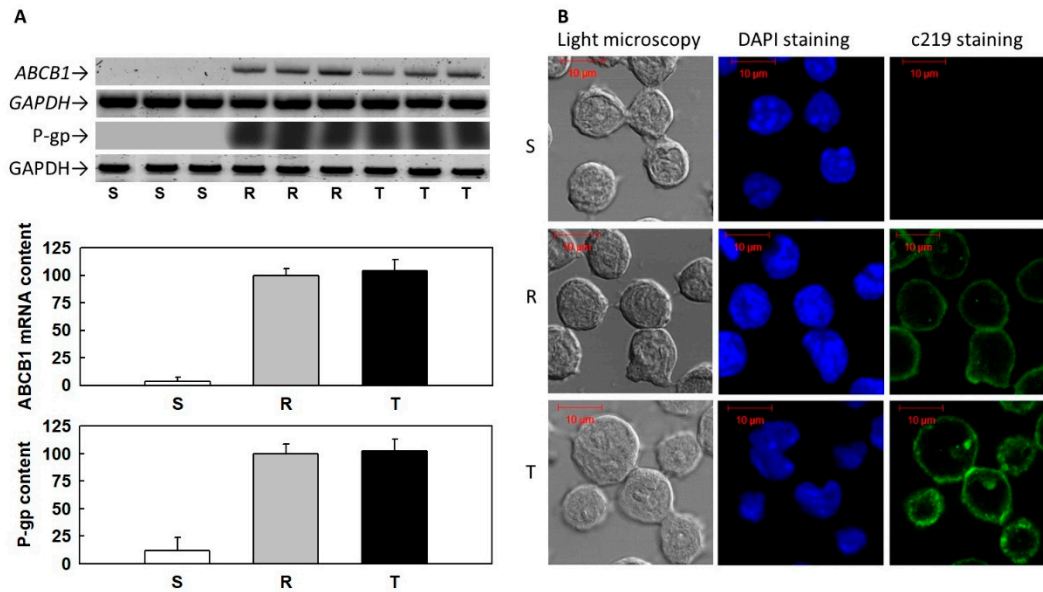 A
ABCB1→
GAPDH→
P-gp→
GAPDH→
S S S R R R T T T
ABCB1 mRNA content
125
100
75
50
25
0
S R T
P-gp content
125
100
75
50
25
0
S R T
B
Light microscopy DAPI staining c219 staining
S
10 µm 10 µm 10 µm
R
10 µm 10 µm 10 µm
T
10 µm 10 µm 10 µm